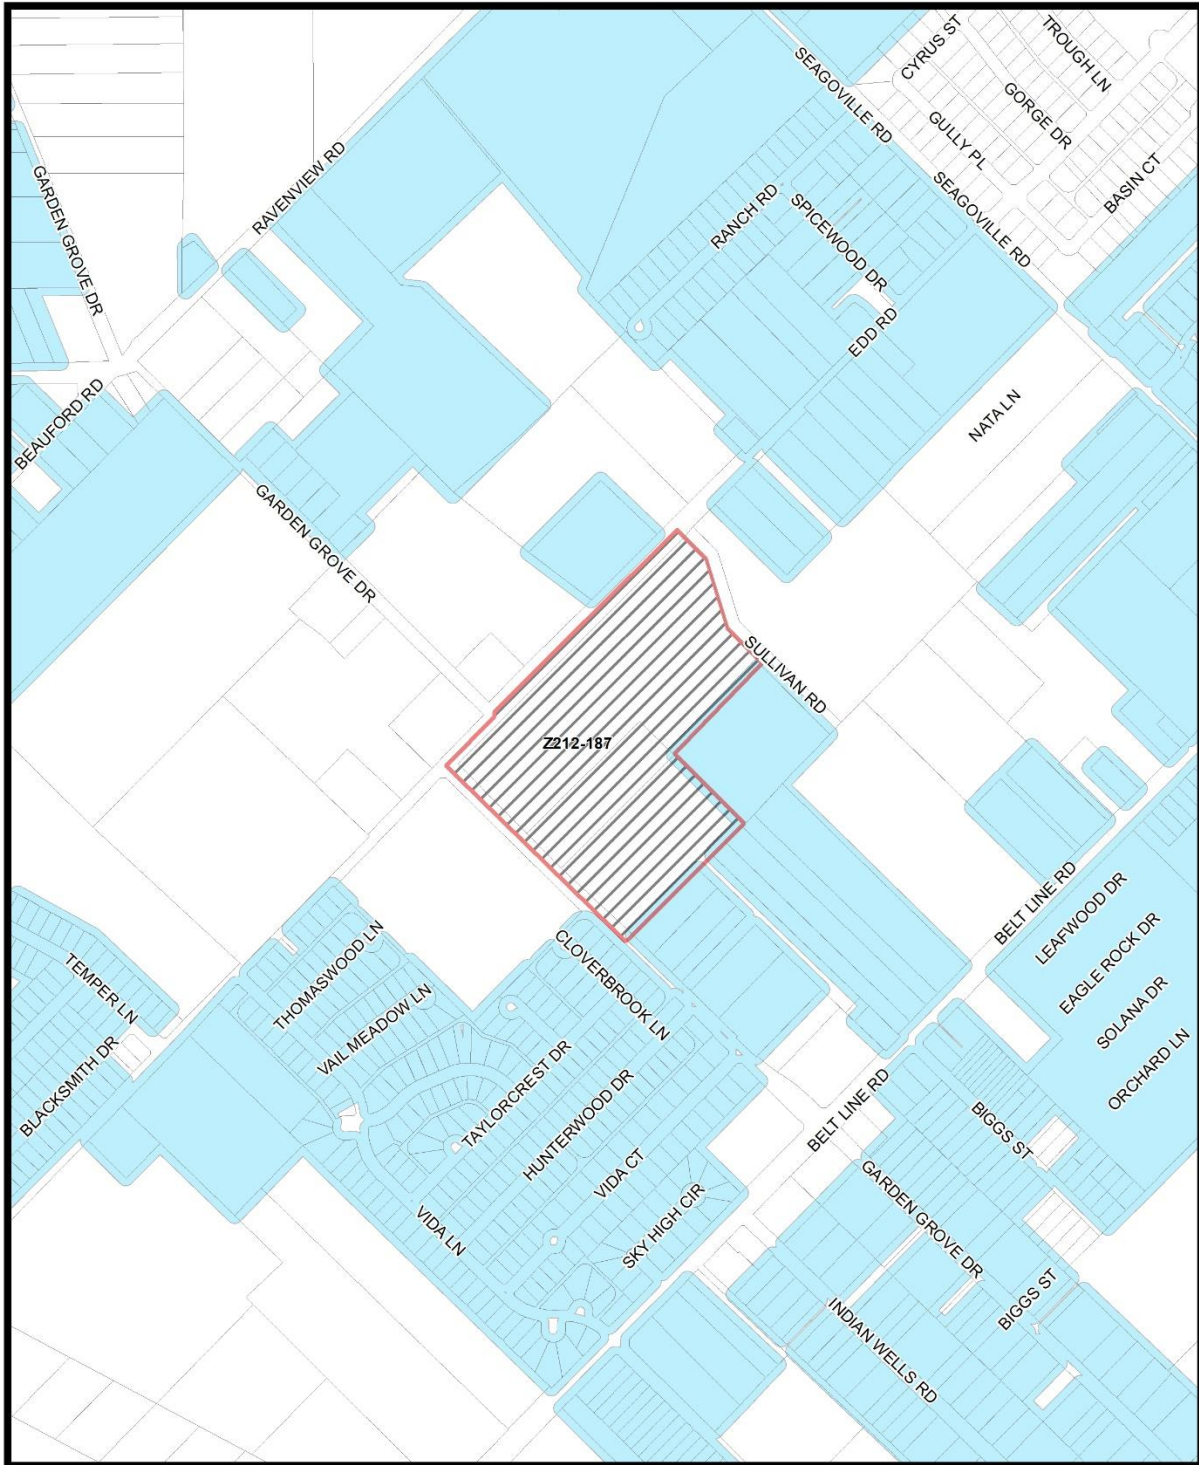 CYRUS ST
TROUGH LN
SEAGOVILLE RD
GORGE DR
GULLY PL
BASIN CT
RAVENVIEW RD
GARDEN GROVE DR
SEAGOVILLE RD
RANCH RD
SPICEWOOD DR
EDD RD
NATA LN
BEAUFORD RD
GARDEN GROVE DR
SULLIVAN RD
Z212-187
BELT LINE RD
LEAFWOOD DR
EAGLE ROCK DR
SOLANA DR
ORCHARD LN
THOMASWOOD LN
CLOVERBROOK LN
TEMPER LN
VAIL MEADOW LN
BLACKSMITH DR
TAYLORCREST DR
HUNTERWOOD DR
BELT LINE RD
BIGGS ST
VIDA CT
GARDEN GROVE DR
VIDA LN
SKY HIGH CIR
BIGGS ST
INDIAN WELLS RD